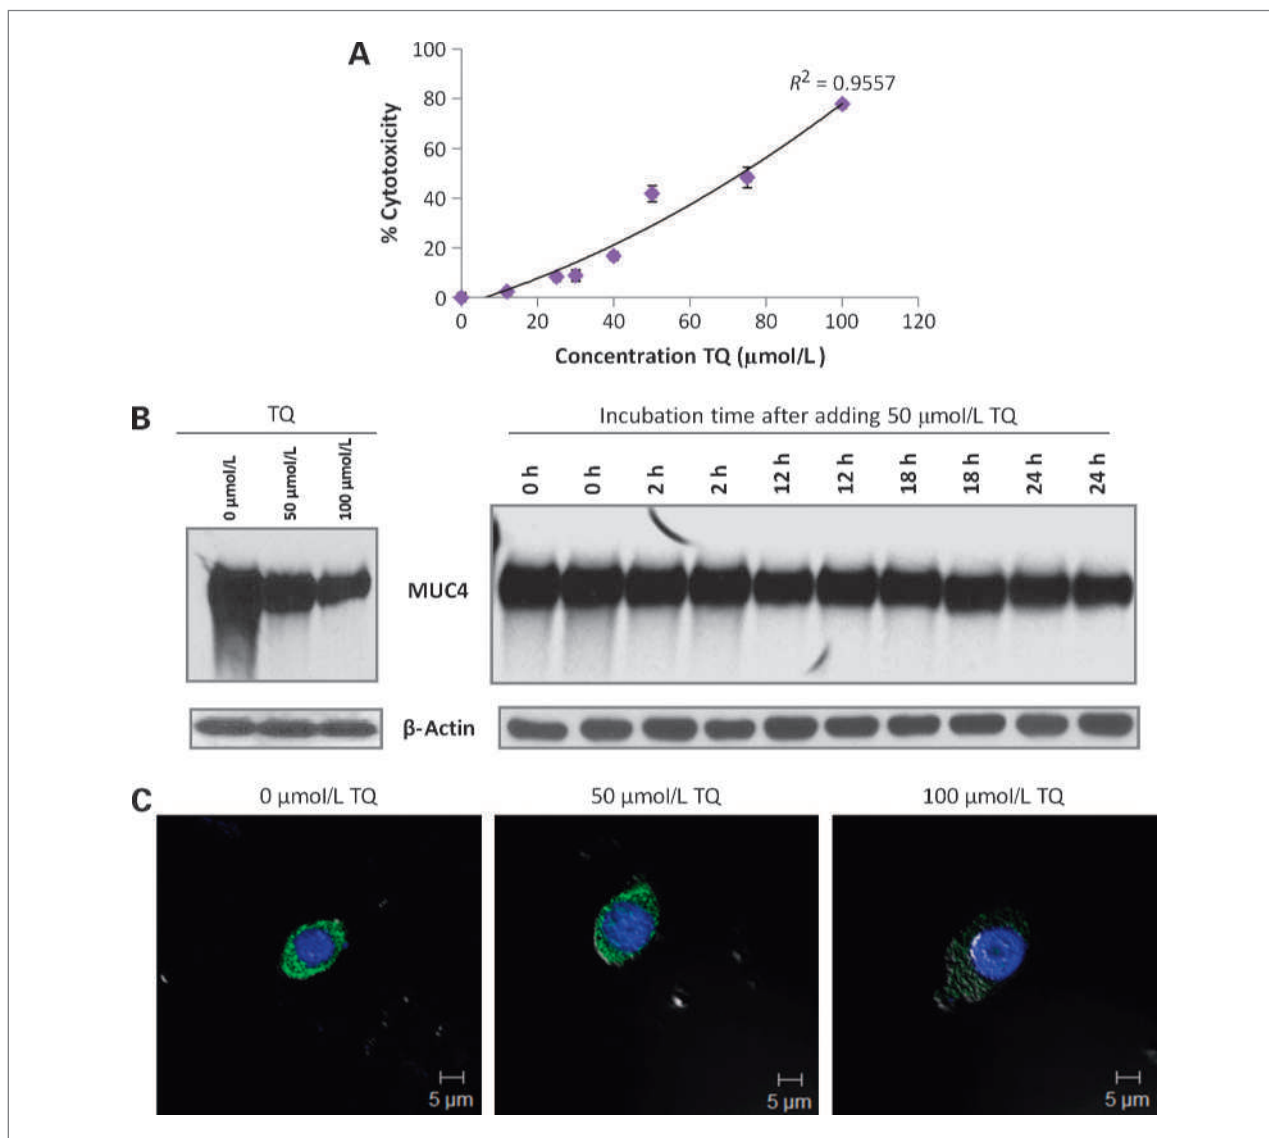 A
100
80
60
40
20
0
% Cytotoxicity
R² = 0.9557
0 20 40 60 80 100 120
Concentration TQ (μmol/L)
B
TQ
0 μmol/L 50 μmol/L 100 μmol/L
Incubation time after adding 50 μmol/L TQ
0 h 0 h 2 h 2 h 12 h 12 h 18 h 18 h 24 h 24 h
MUC4
β-Actin
C
0 μmol/L TQ 50 μmol/L TQ 100 μmol/L TQ
5 μm 5 μm 5 μm